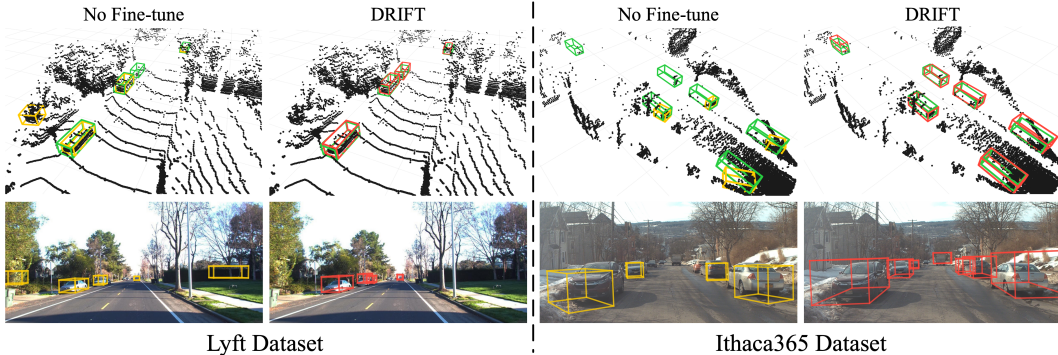 No Fine-tune
DRIFT
No Fine-tune
DRIFT
Lyft Dataset
Ithaca365 Dataset